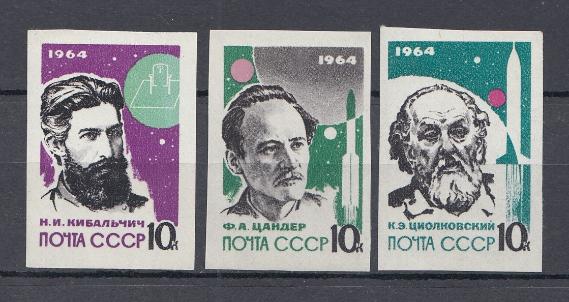 1964
Н.И. КИБАЛЬЧИЧ
ПОЧТА СССР 10к
1964
Ф.А. ЦАНДЕР
ПОЧТА СССР 10к
1964
К.Э. ЦИОЛКОВСКИЙ
ПОЧТА СССР 10к